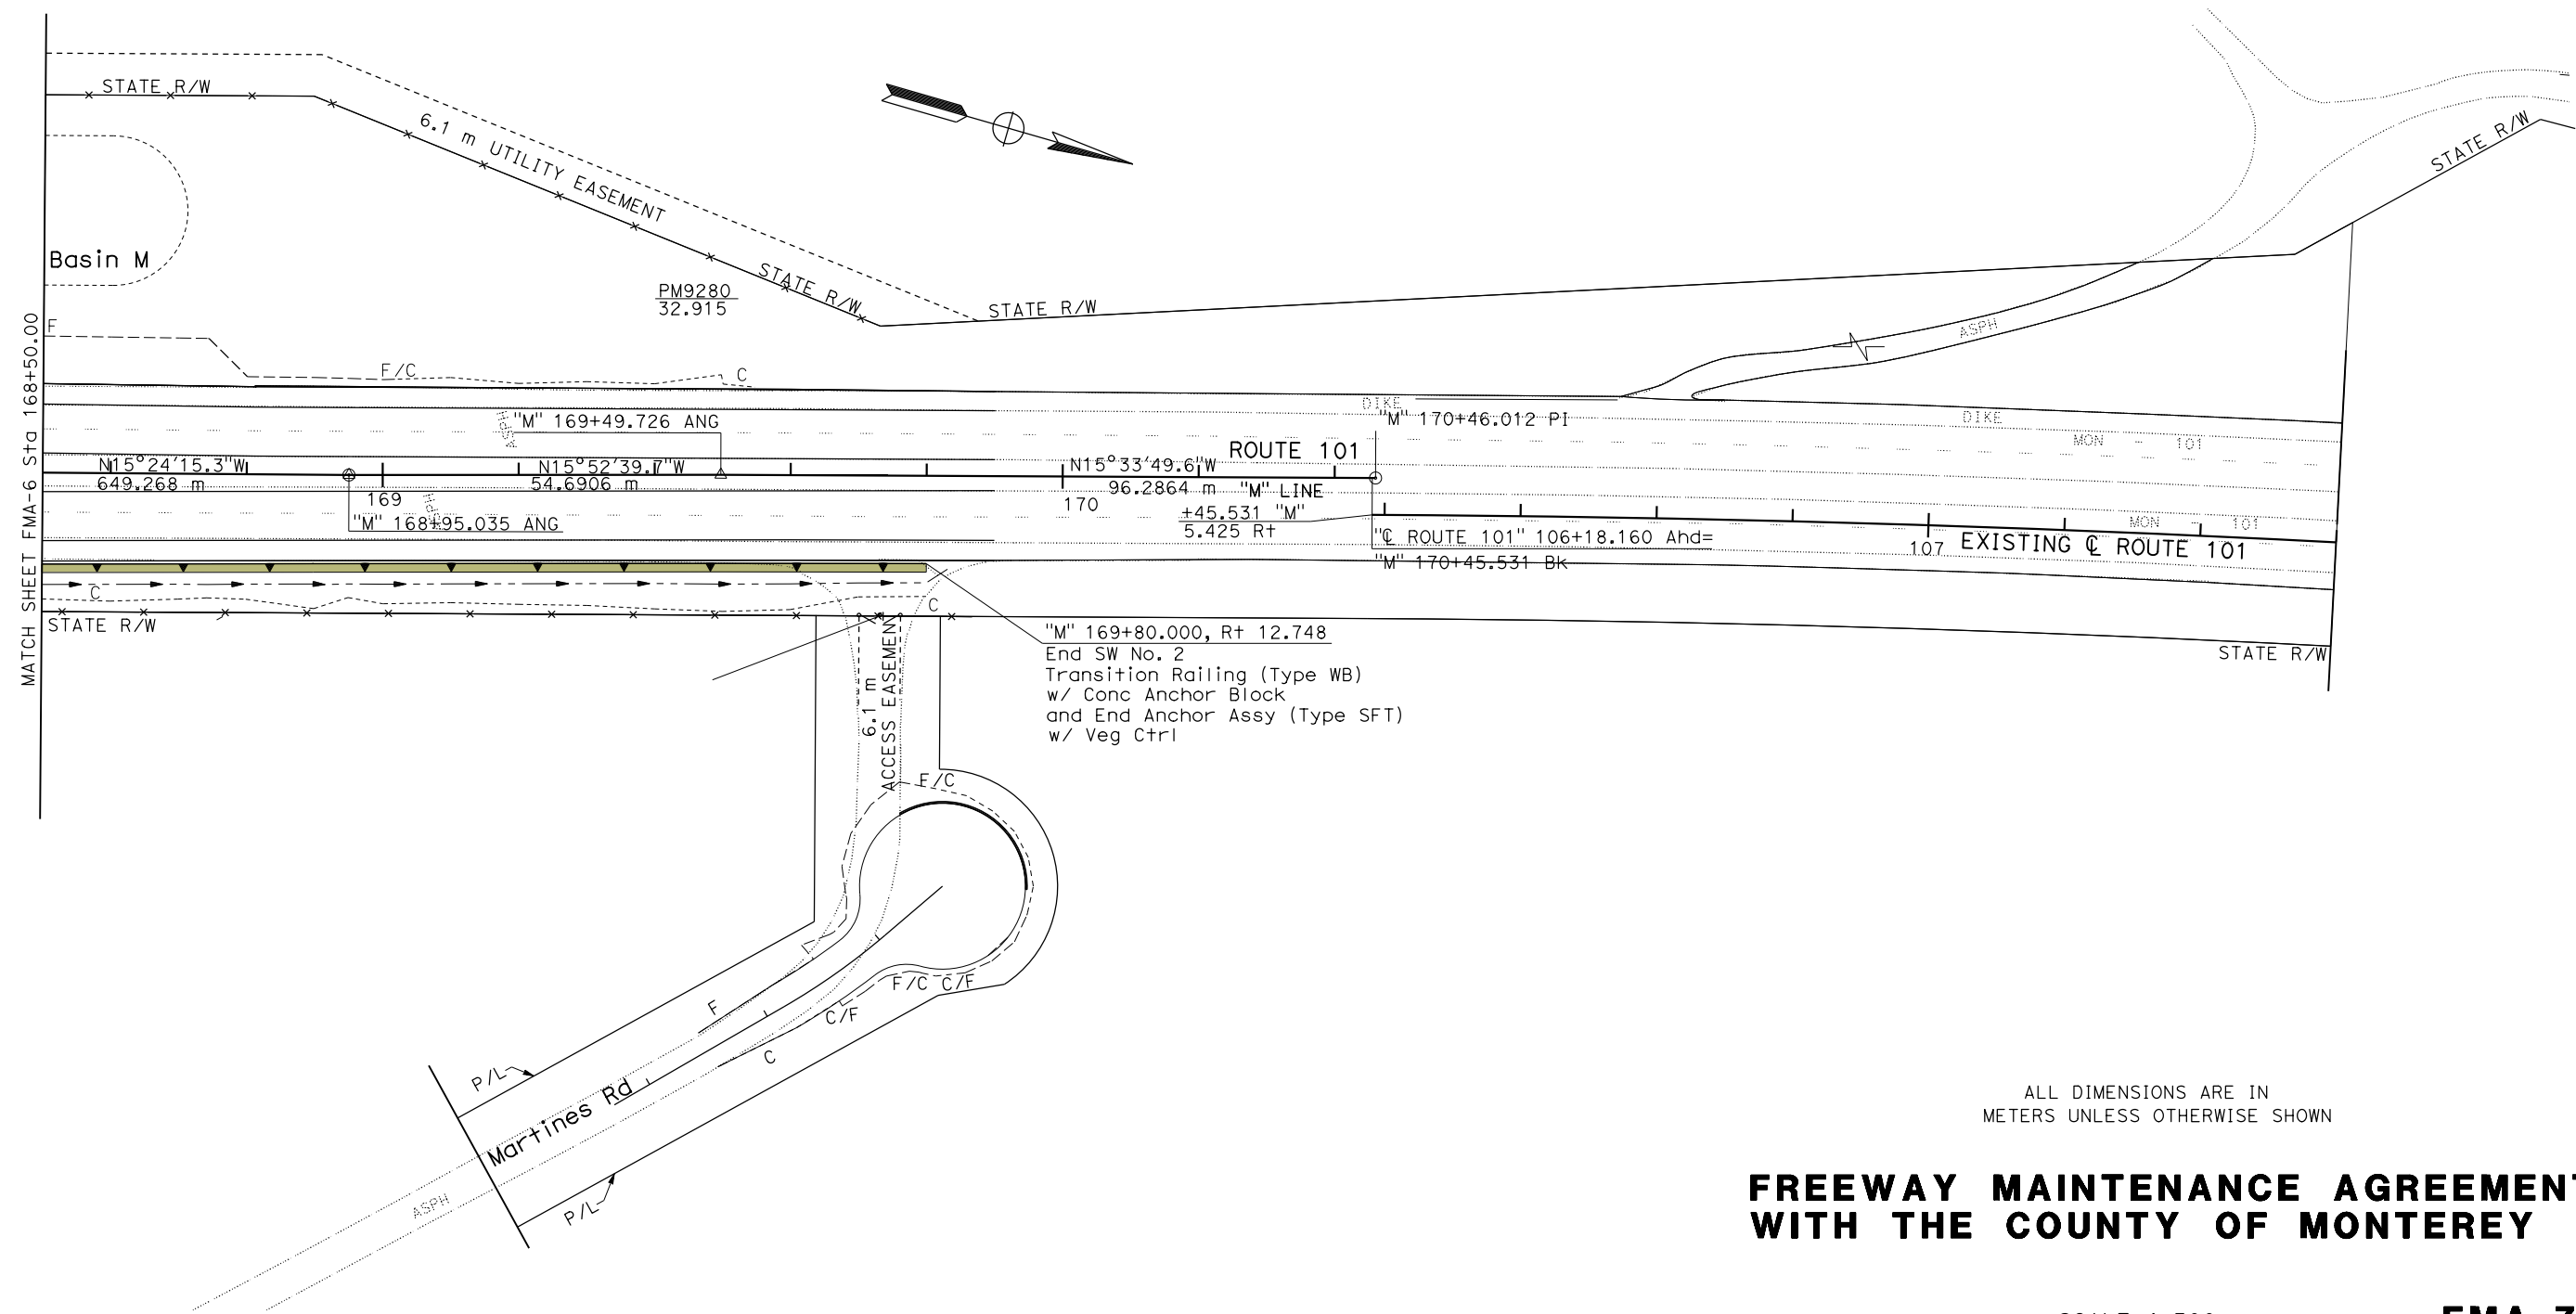 STATE R/W
6.1 m UTILITY EASEMENT
STATE R/W
STATE R/W
STATE R/W
Basin M
PM9280
32.915
MATCH SHEET FMA-6 Sta 168+50.00
F
F/C
C
ASPH
DIKE
DIKE
ASPH
"M" 169+49.726 ANG
"M" 170+46.012 PI
MON - 101
ROUTE 101
N15°24'15.3"W
649.268 m
N15°52'39.7"W
54.6906 m
N15°33'49.6"W
96.2864 m
"M" LINE
169
170
ASPH
"M" 168+95.035 ANG
±45.531 "M"
5.425 Rt
"℄ ROUTE 101" 106+18.160 Ahd=
"M" 170+45.531 Bk
107
EXISTING ℄ ROUTE 101
MON - 101
C
C
STATE R/W
STATE R/W
"M" 169+80.000, Rt 12.748
End SW No. 2
Transition Railing (Type WB)
w/ Conc Anchor Block
and End Anchor Assy (Type SFT)
w/ Veg Ctrl
6.1 m
ACCESS EASEMENT
F/C
F/C C/F
C/F
F
C
P/L
Martines Rd
P/L
ASPH
ALL DIMENSIONS ARE IN
METERS UNLESS OTHERWISE SHOWN
FREEWAY MAINTENANCE AGREEMENT
WITH THE COUNTY OF MONTEREY